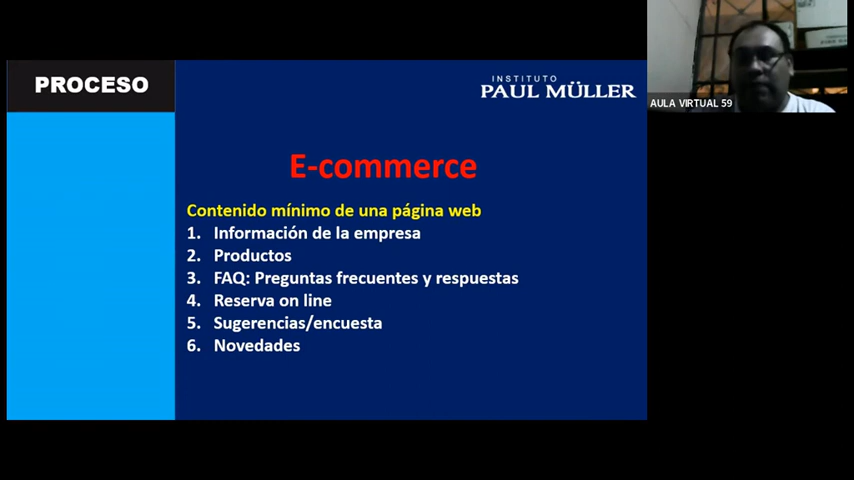 PROCESO
INSTITUTO
PAUL MÜLLER
AULA VIRTUAL 59
E-commerce
Contenido mínimo de una página web
1. Información de la empresa
2. Productos
3. FAQ: Preguntas frecuentes y respuestas
4. Reserva on line
5. Sugerencias/encuesta
6. Novedades